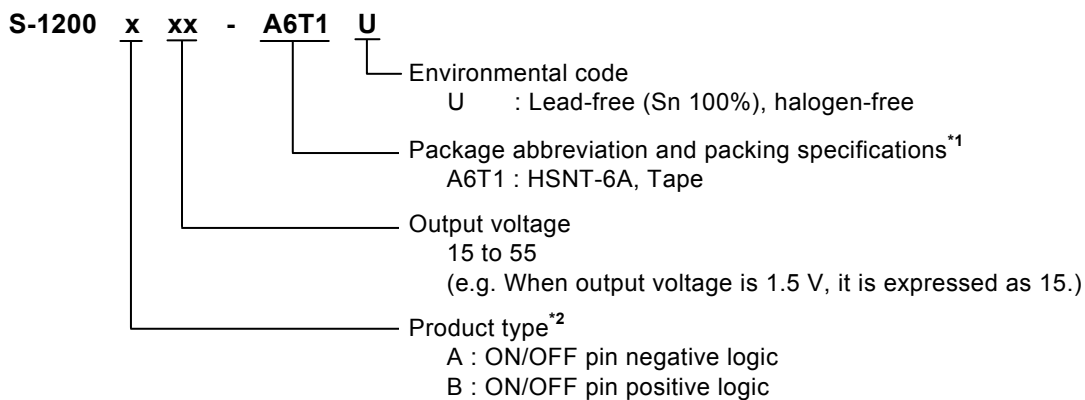 S-1200 x xx - A6T1 U
Environmental code
U : Lead-free (Sn 100%), halogen-free
Package abbreviation and packing specifications*1
A6T1 : HSNT-6A, Tape
Output voltage
15 to 55
(e.g. When output voltage is 1.5 V, it is expressed as 15.)
Product type*2
A : ON/OFF pin negative logic
B : ON/OFF pin positive logic